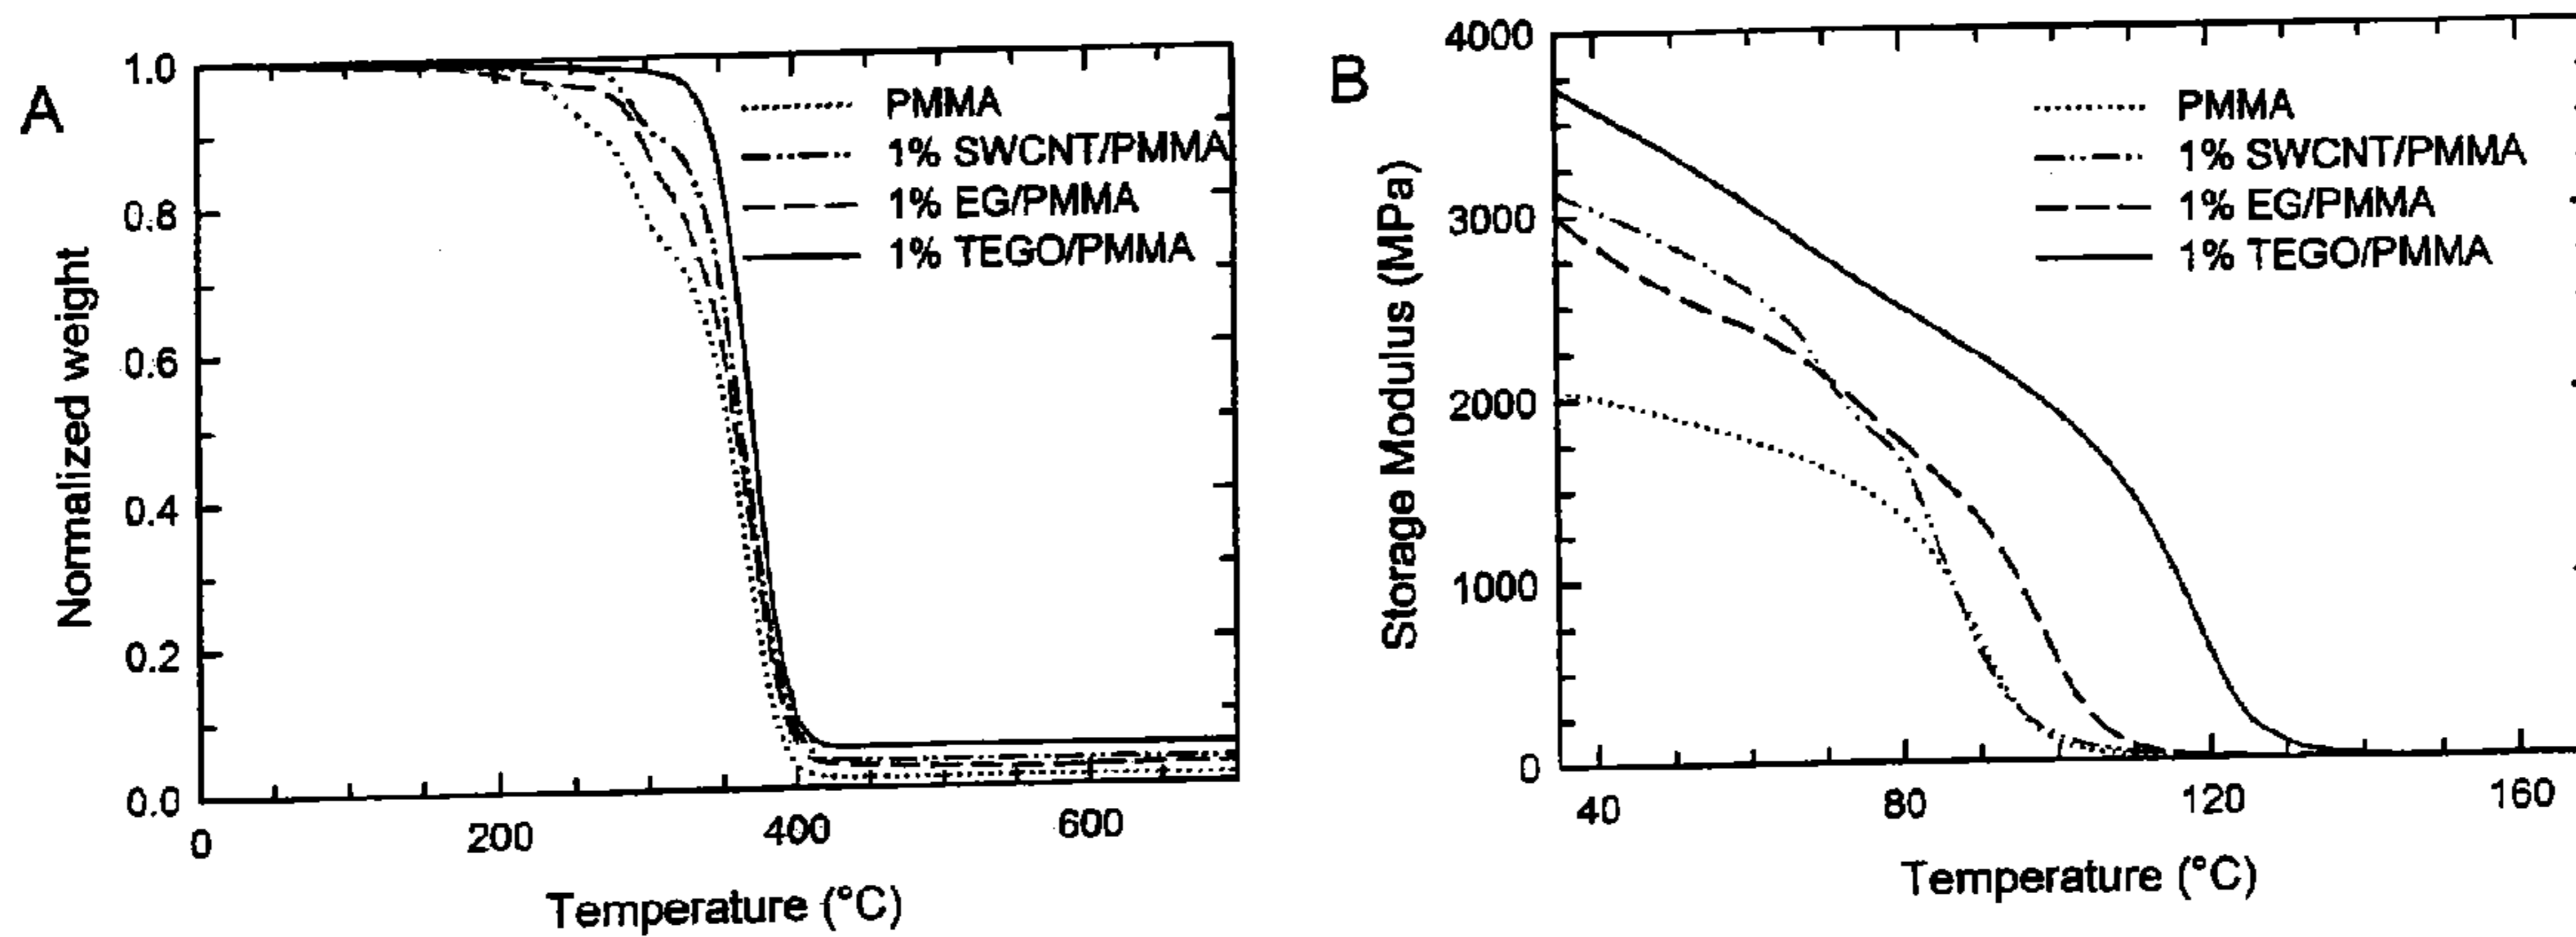 A
1.0
0.8
0.6
0.4
0.2
0.0
Normalized weight
0
200
400
600
Temperature (°C)
PMMA
1% SWCNT/PMMA
1% EG/PMMA
1% TEGO/PMMA
B
4000
3000
2000
1000
0
Storage Modulus (MPa)
40
80
120
160
Temperature (°C)
PMMA
1% SWCNT/PMMA
1% EG/PMMA
1% TEGO/PMMA